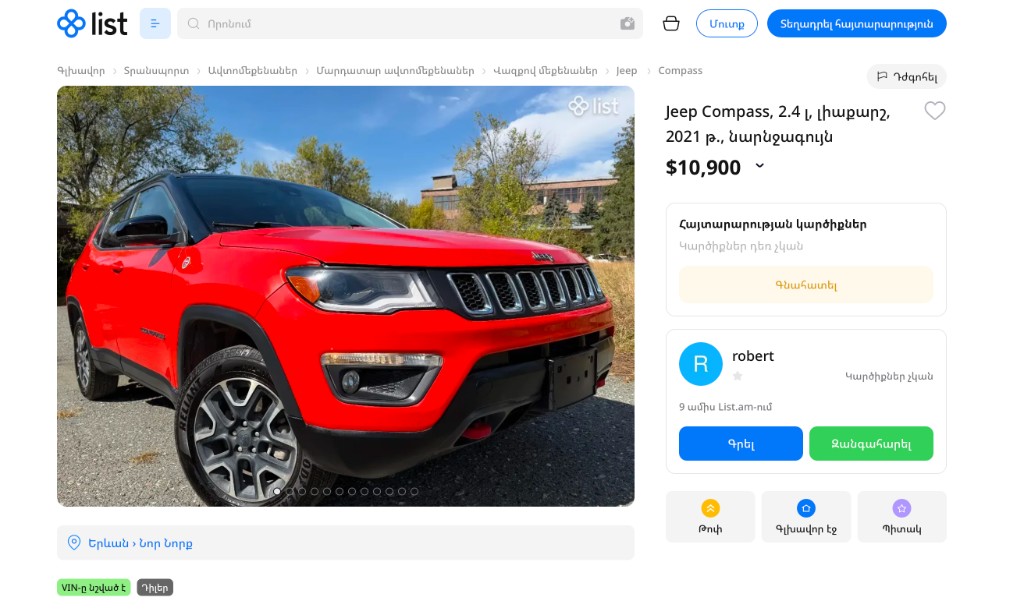 list
Որոնում
Մուտք
Տեղադրել հայտարարություն
Գլխավոր › Տրանսպորտ › Ավտոմեքենաներ › Մարդատար ավտոմեքենաներ › Վազքով մեքենաներ › Jeep › Compass
Դժգոհել
list
Jeep
Jeep Compass, 2.4 լ, լիաքարշ,
2021 թ., նարնջագույն
$10,900
Հայտարարության կարծիքներ
Կարծիքներ դեռ չկան
Գնահատել
R
robert
Կարծիքներ չկան
9 ամիս List.am-ում
Գրել
Զանգահարել
Թոփ
Գլխավոր էջ
Պիտակ
Երևան › Նոր Նորք
VIN-ը նշված է
Դիլեր